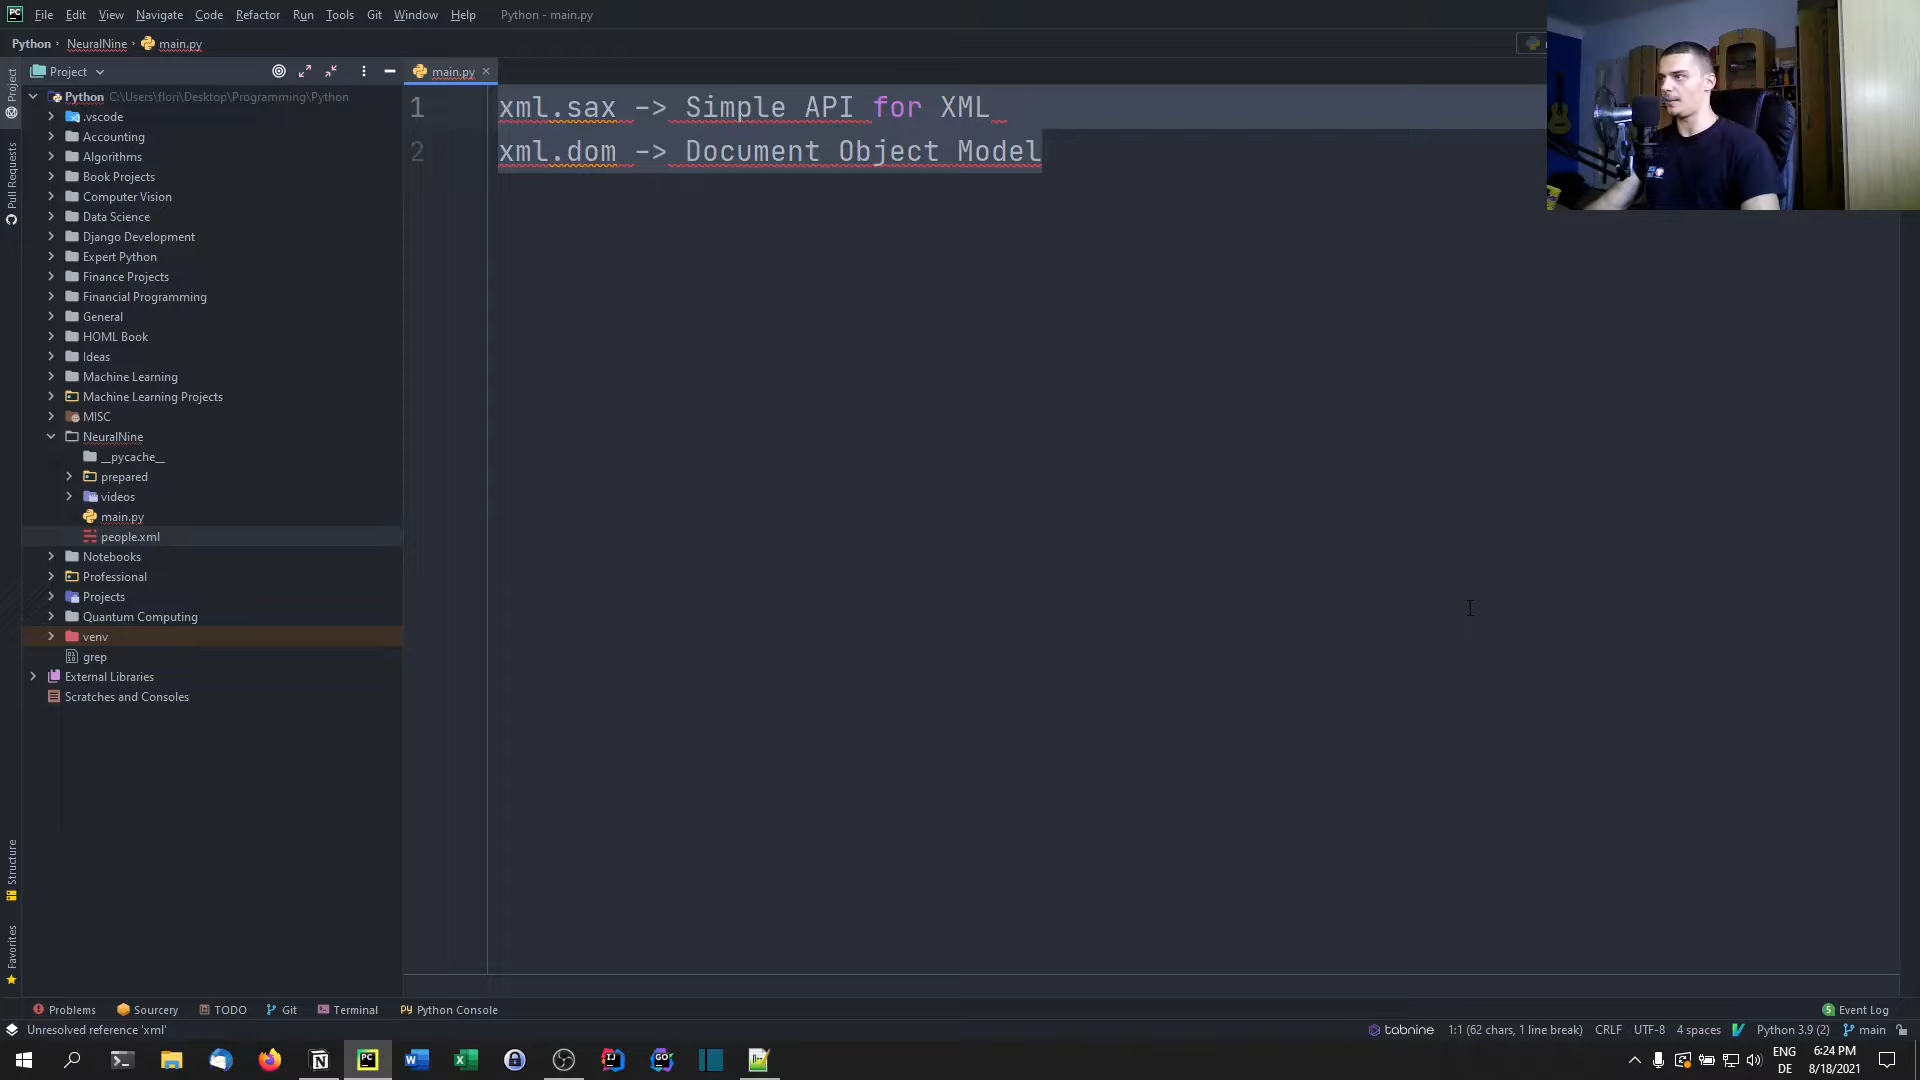 File Edit View Navigate Code Refactor Run Tools Git Window Help Python - main.py
Python NeuralNine main.py
Project
main.py
1 xml.sax -> Simple API for XML
2 xml.dom -> Document Object Model
Project
Pull Requests
Structure
Favorites
Python C:\Users\flori\Desktop\Programming\Python
.vscode
Accounting
Algorithms
Book Projects
Computer Vision
Data Science
Django Development
Expert Python
Finance Projects
Financial Programming
General
HOML Book
Ideas
Machine Learning
Machine Learning Projects
MISC
NeuralNine
__pycache__
prepared
videos
main.py
people.xml
Notebooks
Professional
Projects
Quantum Computing
venv
grep
External Libraries
Scratches and Consoles
Problems Sourcery TODO Git Terminal Python Console 5 Event Log
Unresolved reference 'xml' tabnine 1:1 (62 chars, 1 line break) CRLF UTF-8 4 spaces Python 3.9 (2) main
ENG 6:24 PM
DE 8/18/2021